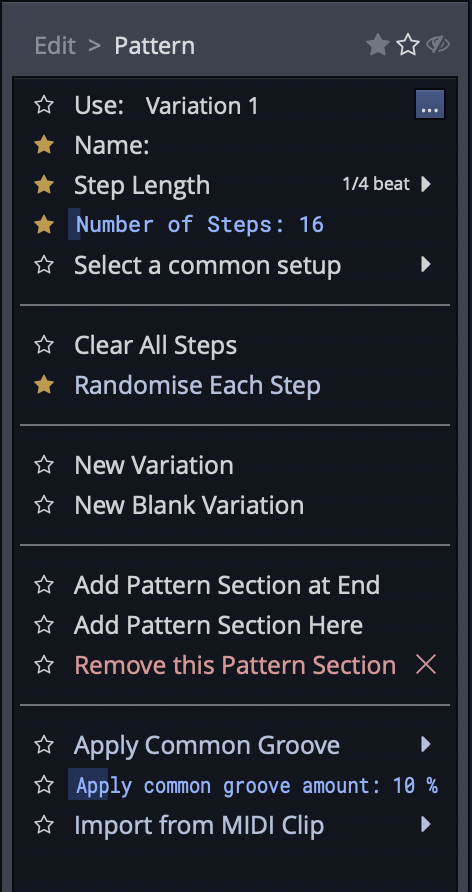 Edit > Pattern
Use: Variation 1 ...
Name:
Step Length 1/4 beat
Number of Steps: 16
Select a common setup
Clear All Steps
Randomise Each Step
New Variation
New Blank Variation
Add Pattern Section at End
Add Pattern Section Here
Remove this Pattern Section
Apply Common Groove
Apply common groove amount: 10 %
Import from MIDI Clip